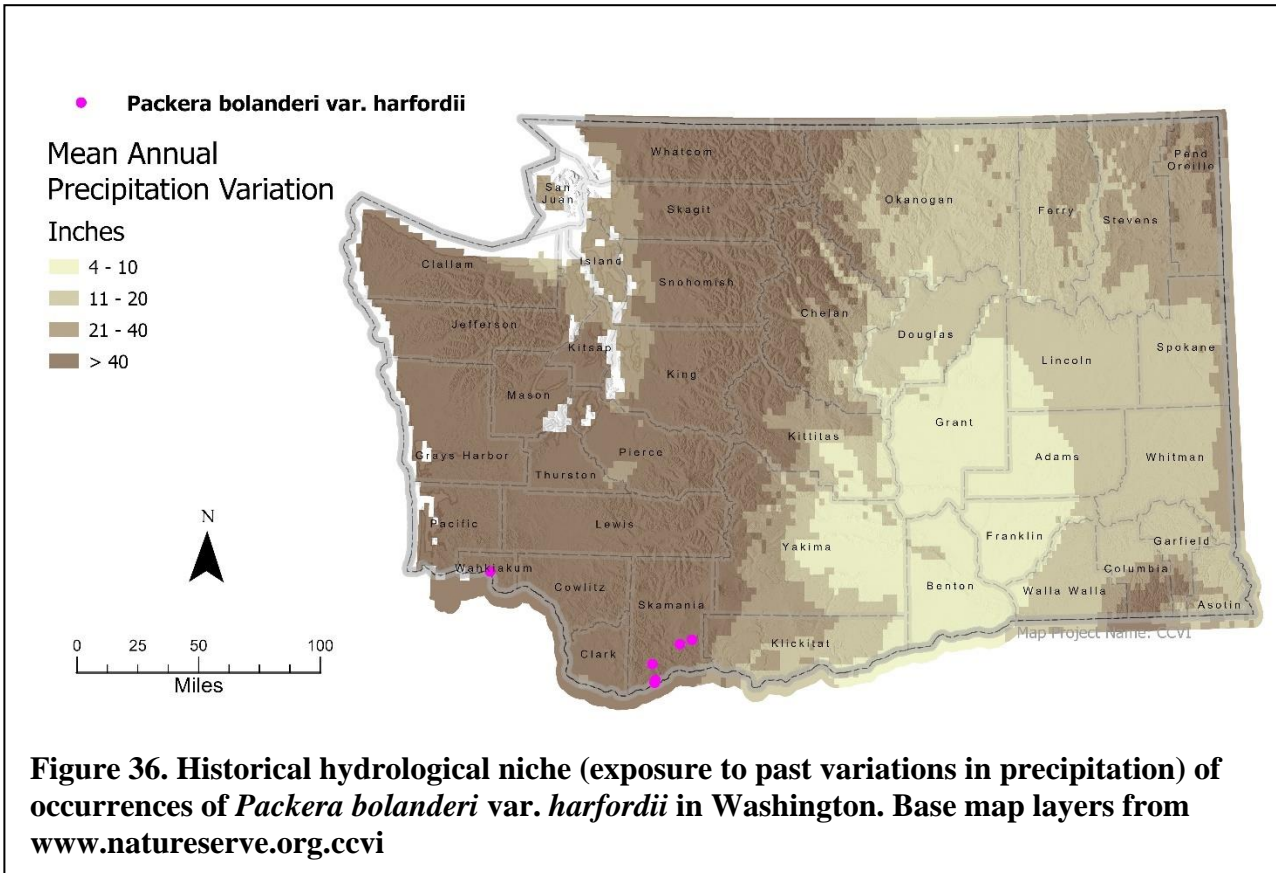 Packera bolanderi var. harfordii
Mean Annual
Precipitation Variation
Inches
4 - 10
11 - 20
21 - 40
> 40
Whatcom
Pend
Oreille
San
Juan
Skagit
Okanogan
Ferry
Stevens
Island
Clallam
Snohomish
Chelan
Jefferson
Douglas
Kitsap
Lincoln
Spokane
King
Mason
Grant
Kittitas
Grays Harbor
Pierce
Adams
Whitman
Thurston
Pacific
Lewis
Yakima
Franklin
Garfield
Wahkiakum
Cowlitz
Skamania
Benton
Columbia
Walla Walla
Asotin
Klickitat
Clark
Map Project Name: CCVI
N
0 50 100
Miles
Figure 36. Historical hydrological niche (exposure to past variations in precipitation) of
occurrences of Packera bolanderi var. harfordii in Washington. Base map layers from
www.natureserve.org.ccvi